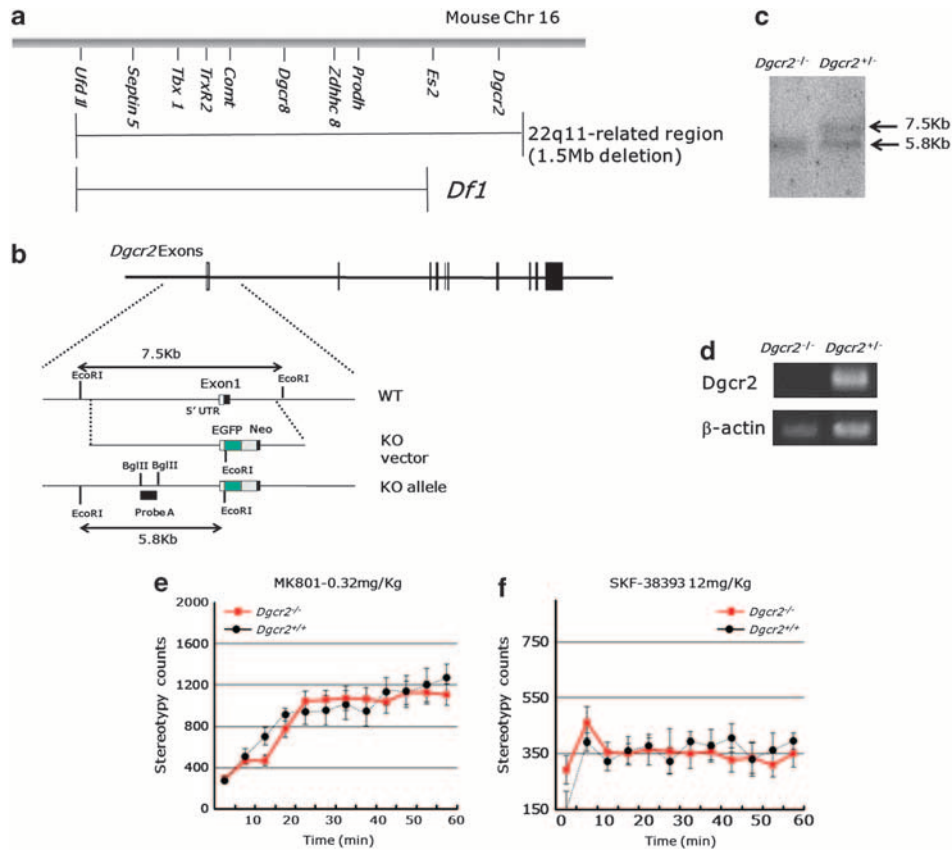 a
Mouse Chr 16
Ufd II
Septin 5
Tbx 1
TrxR2
Comt
Dgcr8
Zdhhc 8
Prodh
Es2
Dgcr2
22q11-related region
(1.5Mb deletion)
Df1
c
Dgcr2-/- Dgcr2+/-
7.5Kb
5.8Kb
b
Dgcr2 Exons
7.5Kb
EcoRI
Exon1
EcoRI
5' UTR
WT
EGFP Neo
KO
vector
EcoRI
BglII BglII
KO allele
EcoRI
Probe A
EcoRI
5.8Kb
d
Dgcr2-/- Dgcr2+/-
Dgcr2
β-actin
e
MK801-0.32mg/Kg
Dgcr2-/-
Dgcr2+/+
Stereotypy counts
2000
1600
1200
800
400
0
10 20 30 40 50 60
Time (min)
f
SKF-38393 12mg/Kg
Dgcr2-/-
Dgcr2+/+
Stereotypy counts
750
550
350
150
0 10 20 30 40 50 60
Time (min)